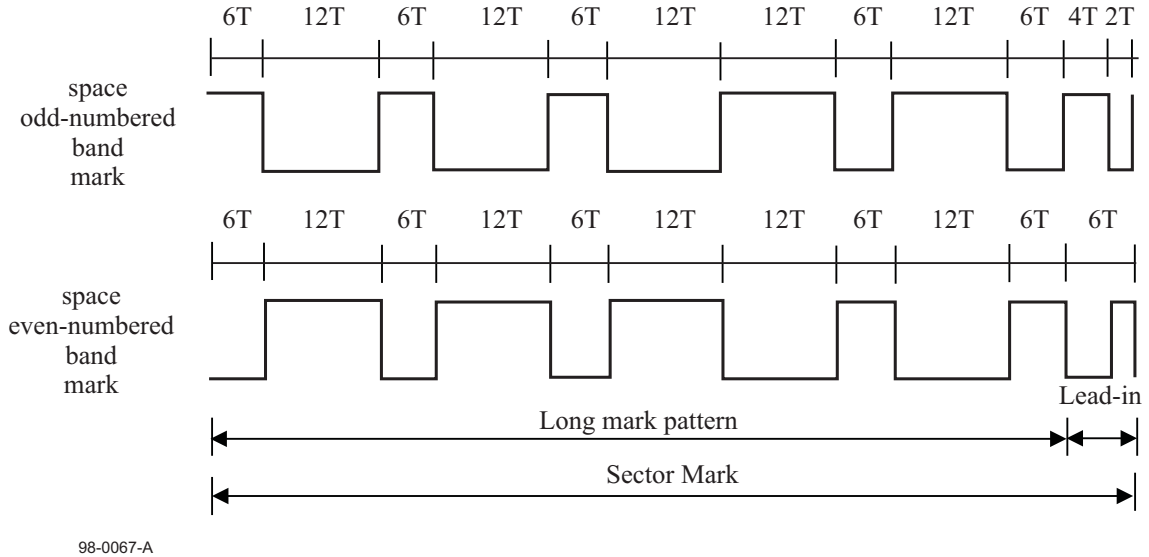 6T 12T 6T 12T 6T 12T 12T 6T 12T 6T 4T 2T
space
odd-numbered
band
mark
6T 12T 6T 12T 6T 12T 12T 6T 12T 6T 6T
space
even-numbered
band
mark
Lead-in
Long mark pattern
Sector Mark
98-0067-A